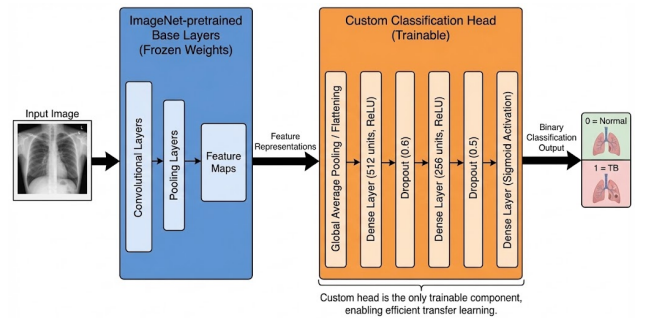 ImageNet-pretrained
Base Layers
(Frozen Weights)
Custom Classification Head
(Trainable)
Input Image
L
Convolutional Layers
Pooling Layers
Feature
Maps
Feature
Representations
Global Average Pooling / Flattening
Dense Layer (512 units, ReLU)
Dropout (0.6)
Dense Layer (256 units, ReLU)
Dropout (0.5)
Dense Layer (Sigmoid Activation)
Binary
Classification
Output
0 = Normal
1 = TB
Custom head is the only trainable component,
enabling efficient transfer learning.